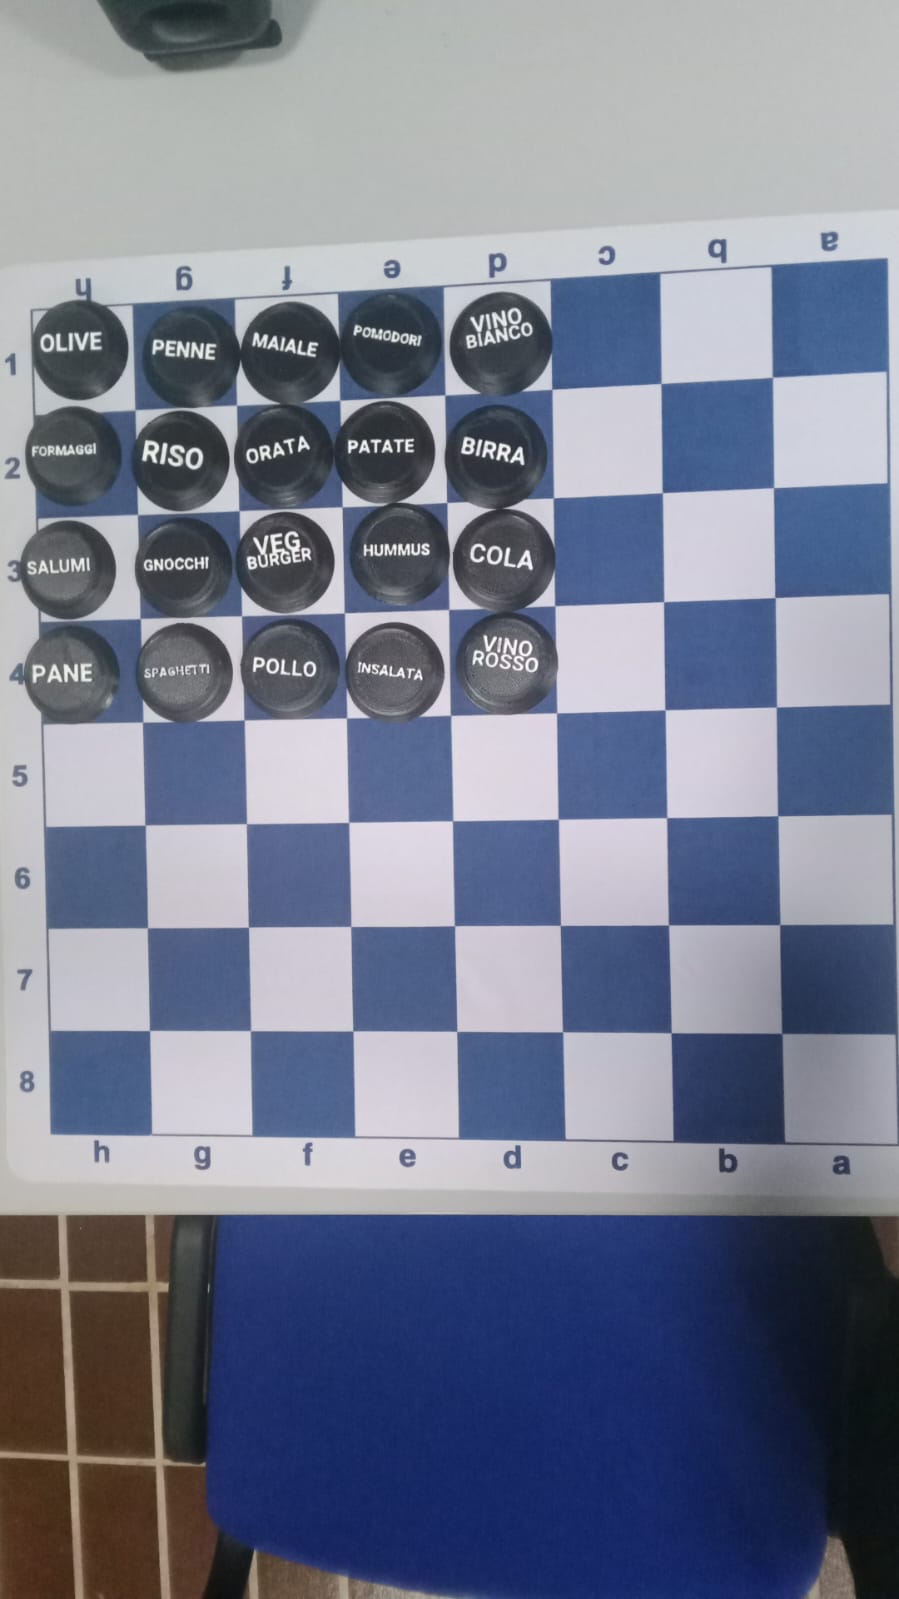 h g f e d c b a
1 OLIVE PENNE MAIALE POMODORI VINO BIANCO
2 FORMAGGI RISO ORATA PATATE BIRRA
3 SALUMI GNOCCHI VEG BURGER HUMMUS COLA
4 PANE SPAGHETTI POLLO INSALATA VINO ROSSO
5
6
7
8
h g f e d c b a